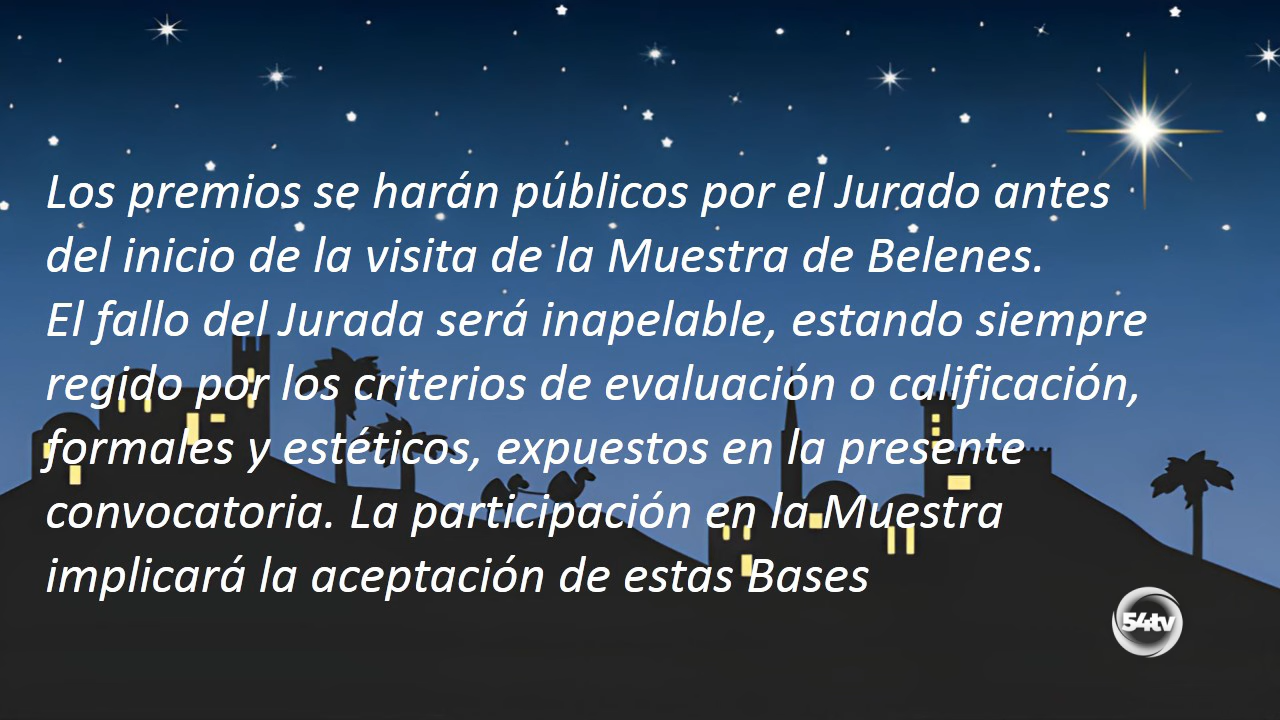 Los premios se harán públicos por el Jurado antes
del inicio de la visita de la Muestra de Belenes.
El fallo del Jurada será inapelable, estando siempre
regido por los criterios de evaluación o calificación,
formales y estéticos, expuestos en la presente
convocatoria. La participación en la Muestra
implicará la aceptación de estas Bases
54tv